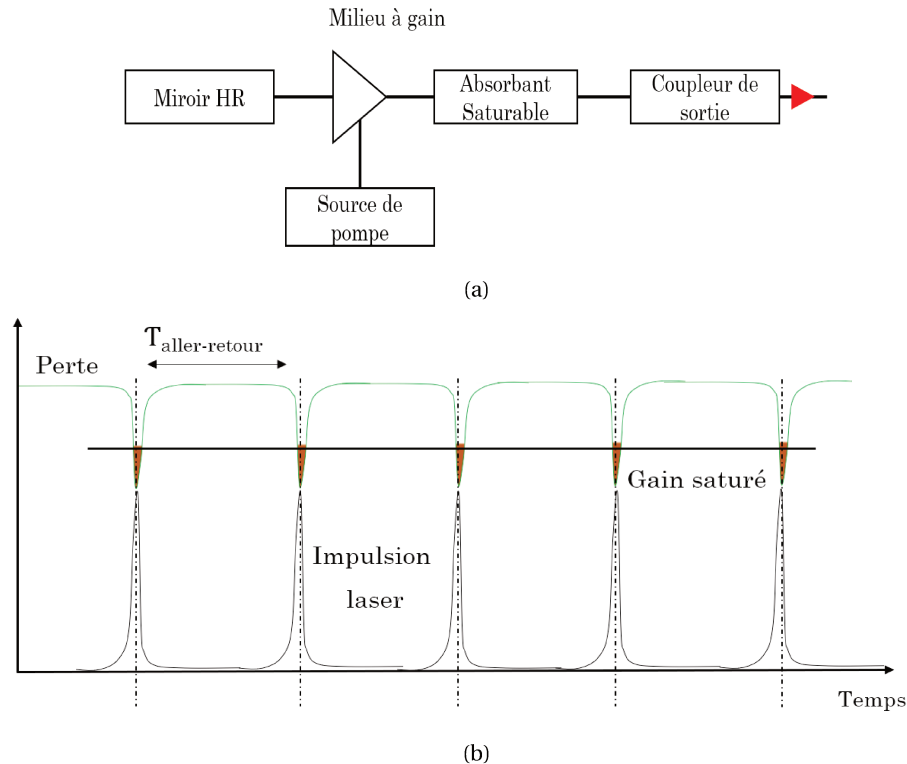 Milieu à gain
Miroir HR
Absorbant
Saturable
Coupleur de
sortie
Source de
pompe
(a)
Perte
Taller-retour
Gain saturé
Impulsion
laser
Temps
(b)